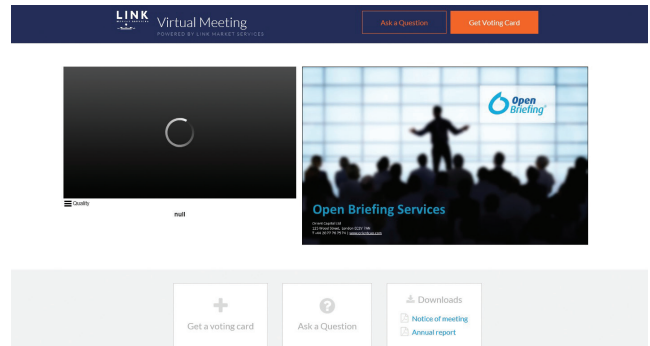 LINK
Virtual Meeting
POWERED BY LINK MARKET SERVICES
Ask a Question
Get Voting Card
Open
Briefing
Open Briefing Services
Quality
null
Get a voting card
Ask a Question
Downloads
Notice of meeting
Annual report